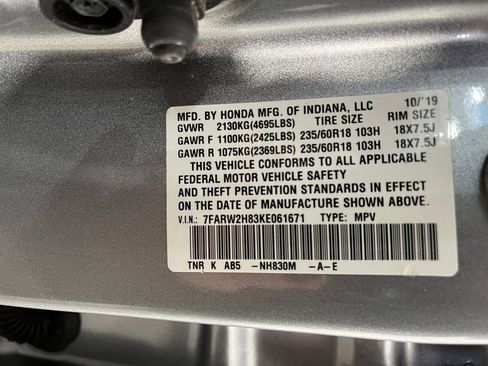 MFD. BY HONDA MFG. OF INDIANA, LLC 10/'19
GVWR 2130KG(4695LBS) TIRE SIZE RIM SIZE
GAWR F 1100KG(2425LBS) 235/60R18 103H 18X7.5J
GAWR R 1075KG(2369LBS) 235/60R18 103H 18X7.5J
THIS VEHICLE CONFORMS TO ALL APPLICABLE
FEDERAL MOTOR VEHICLE SAFETY
AND THEFT PREVENTION STANDARDS IN EFFECT
ON THE DATE OF MANUFACTURE SHOWN ABOVE.
V.I.N.: 7FARW2H83KE061671 TYPE: MPV
TNR K AB5 -NH830M -A-E